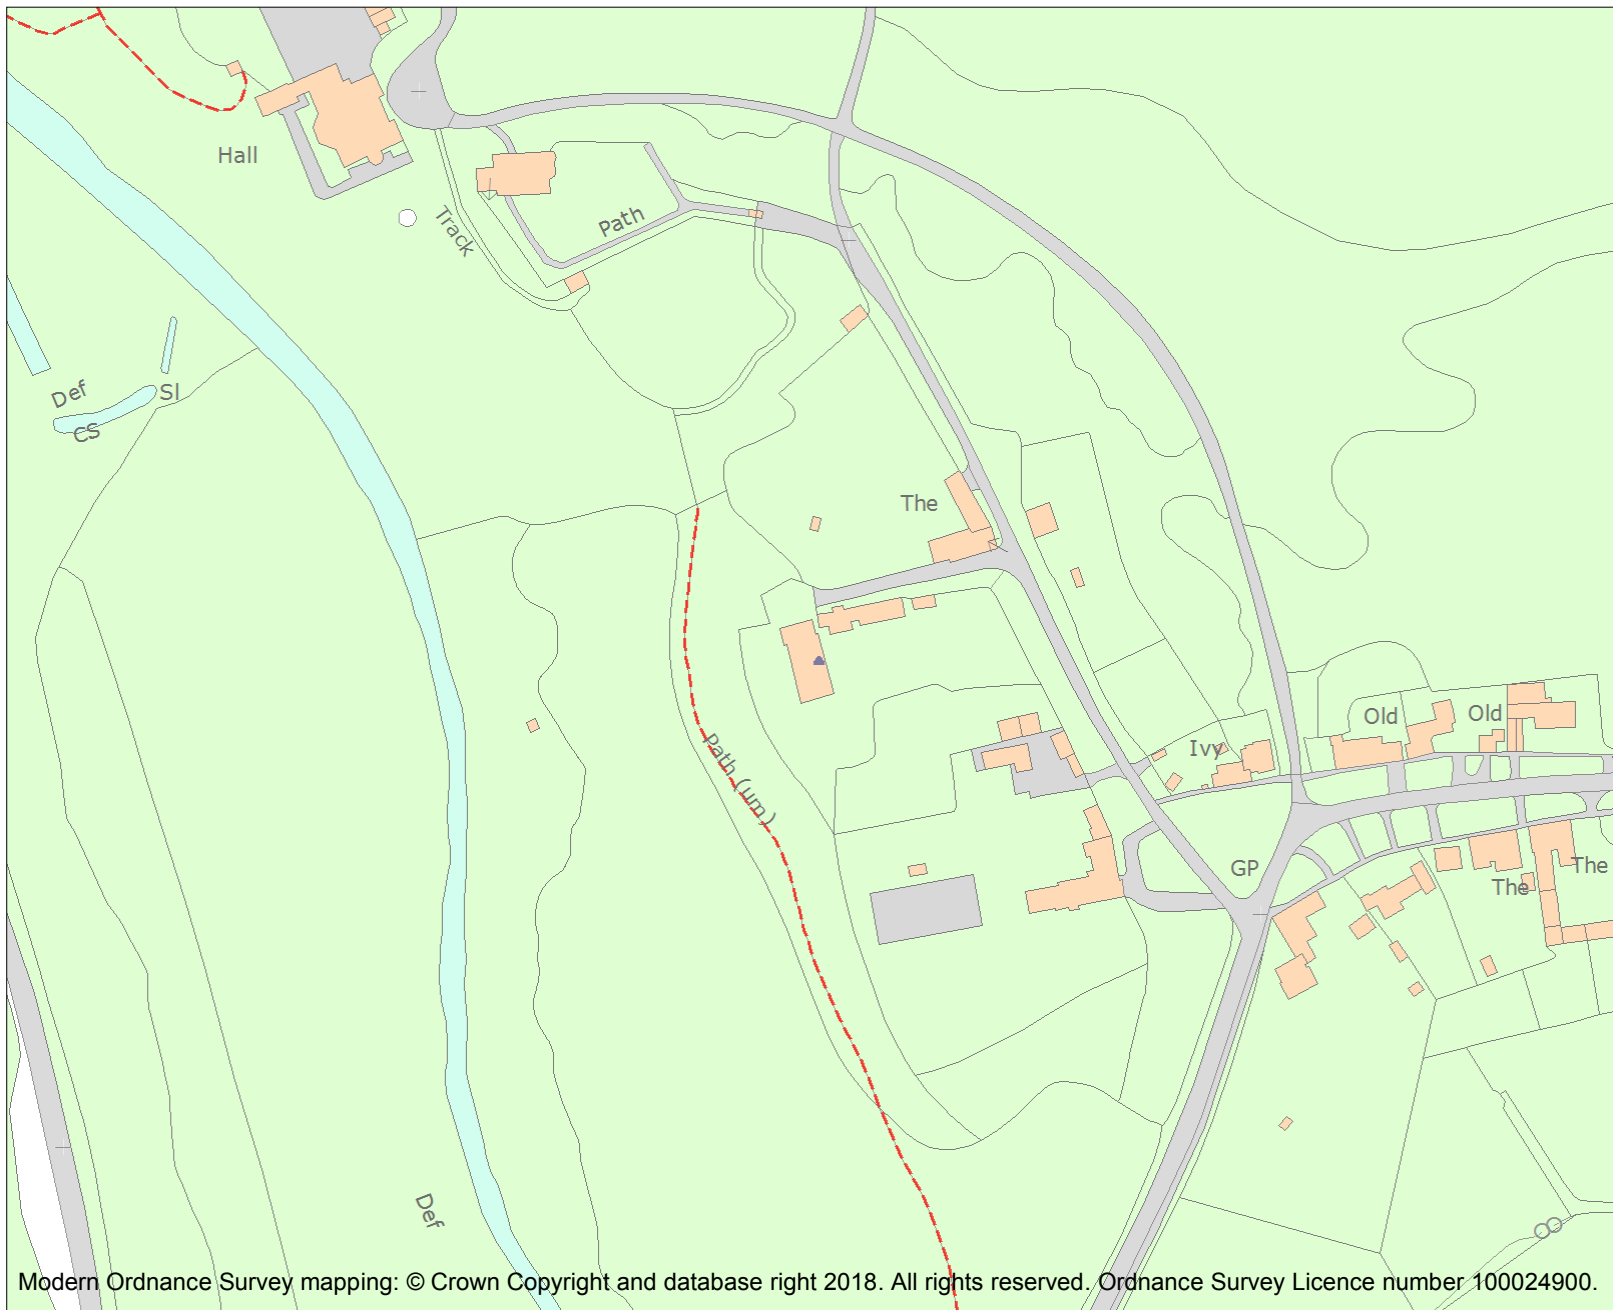 Hall
Track
Path
Def
Sl
CS
The
Path (um)
Ivy
Old
Old
GP
The
The
Def
Modern Ordnance Survey mapping: © Crown Copyright and database right 2018. All rights reserved. Ordnance Survey Licence number 100024900.